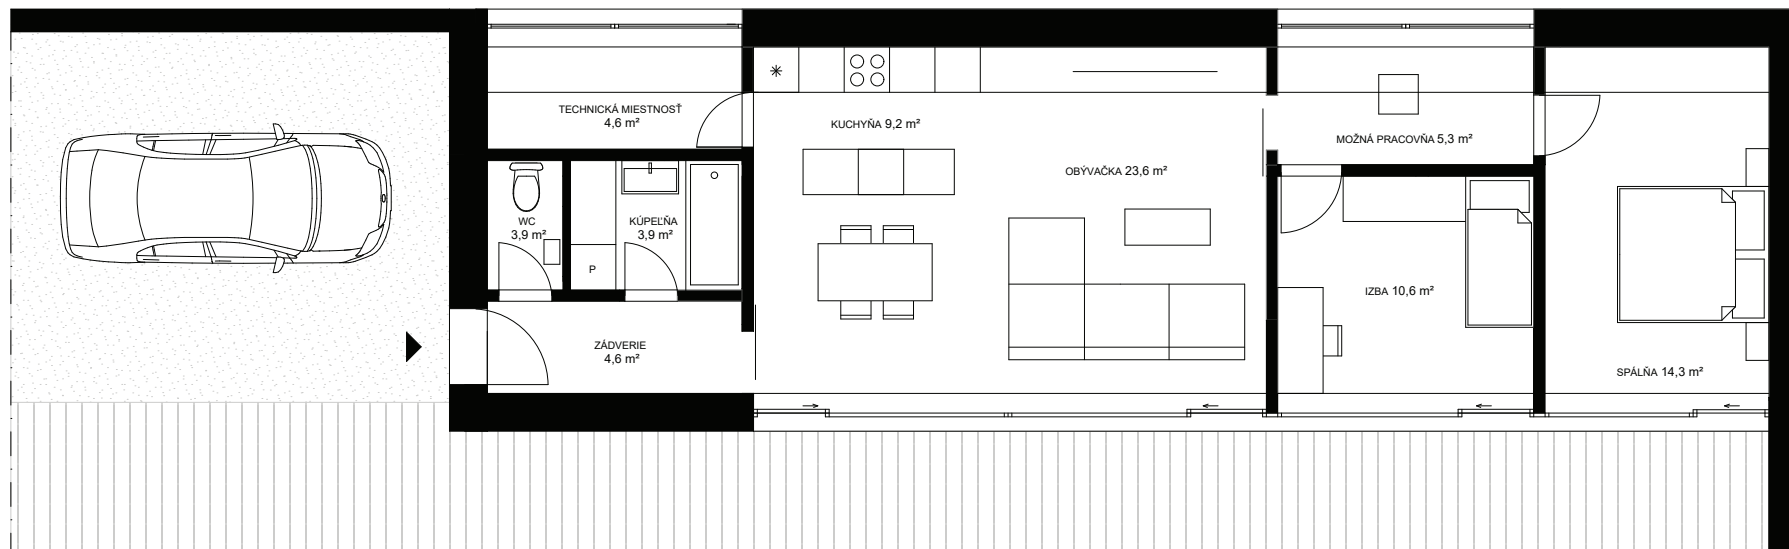 TECHNICKÁ MIESTNOSŤ
4,6 m²
KUCHYŇA 9,2 m²
MOŽNÁ PRACOVŇA 5,3 m²
OBÝVAČKA 23,6 m²
WC
3,9 m²
KÚPEĽŇA
3,9 m²
P
IZBA 10,6 m²
ZÁDVERIE
4,6 m²
SPÁLŇA 14,3 m²